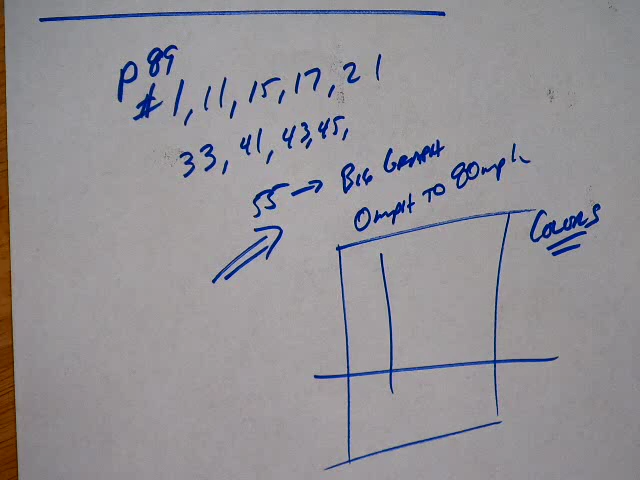 P 89
# 1, 11, 15, 17, 21
33, 41, 43, 45,
55 → BIG GRAPH
0mpH TO 80mph
COLORS